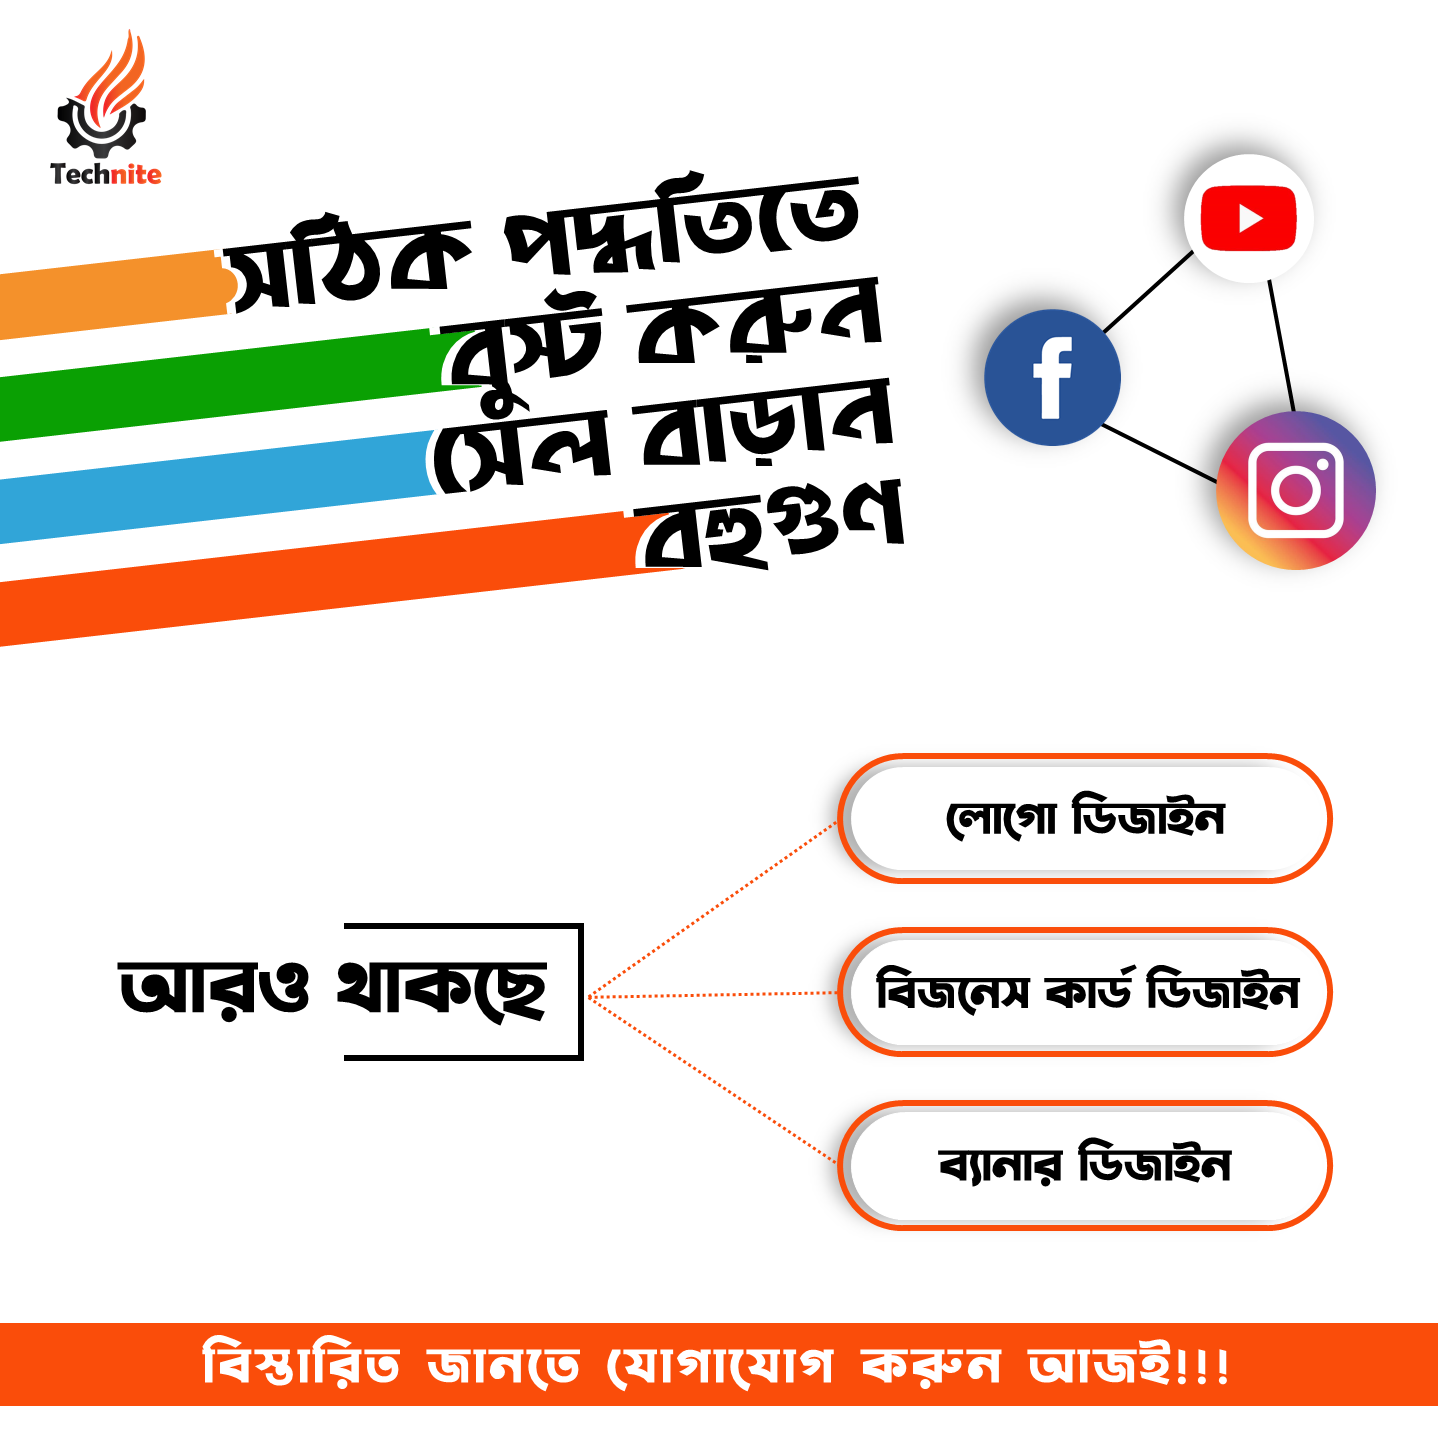 Technite
সঠিক পদ্ধতিতে
বুস্ট করুন
সেল বাড়ান
বহুগুণ
লোগো ডিজাইন
আরও থাকছে
বিজনেস কার্ড ডিজাইন
ব্যানার ডিজাইন
বিস্তারিত জানতে যোগাযোগ করুন আজই!!!